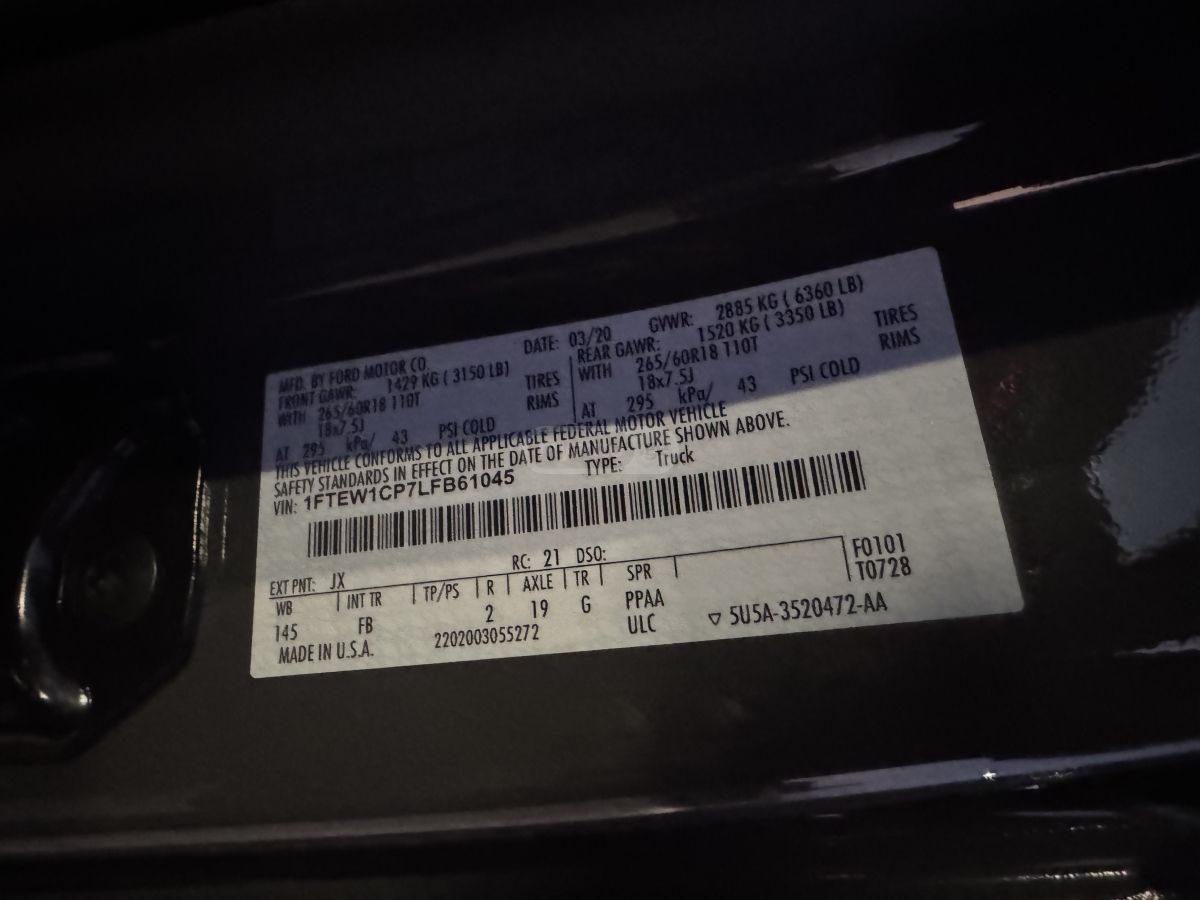 MFD. BY FORD MOTOR CO. DATE: 03/20 GVWR: 2885 KG ( 6360 LB)
FRONT GAWR: 1429 KG ( 3150 LB) REAR GAWR: 1520 KG ( 3350 LB)
WITH 265/60R18 110T TIRES WITH 265/60R18 110T TIRES
18x7.5J RIMS 18x7.5J RIMS
AT 295 kPa/ 43 PSI COLD AT 295 kPa/ 43 PSI COLD
THIS VEHICLE CONFORMS TO ALL APPLICABLE FEDERAL MOTOR VEHICLE
SAFETY STANDARDS IN EFFECT ON THE DATE OF MANUFACTURE SHOWN ABOVE.
VIN: 1FTEW1CP7LFB61045 TYPE: Truck
EXT PNT: JX RC: 21 DSO: F0101
WB INT TR TP/PS R AXLE TR SPR T0728
145 FB 2 19 G PPAA
MADE IN U.S.A. 2202003055272 ULC ▽ 5U5A-3520472-AA